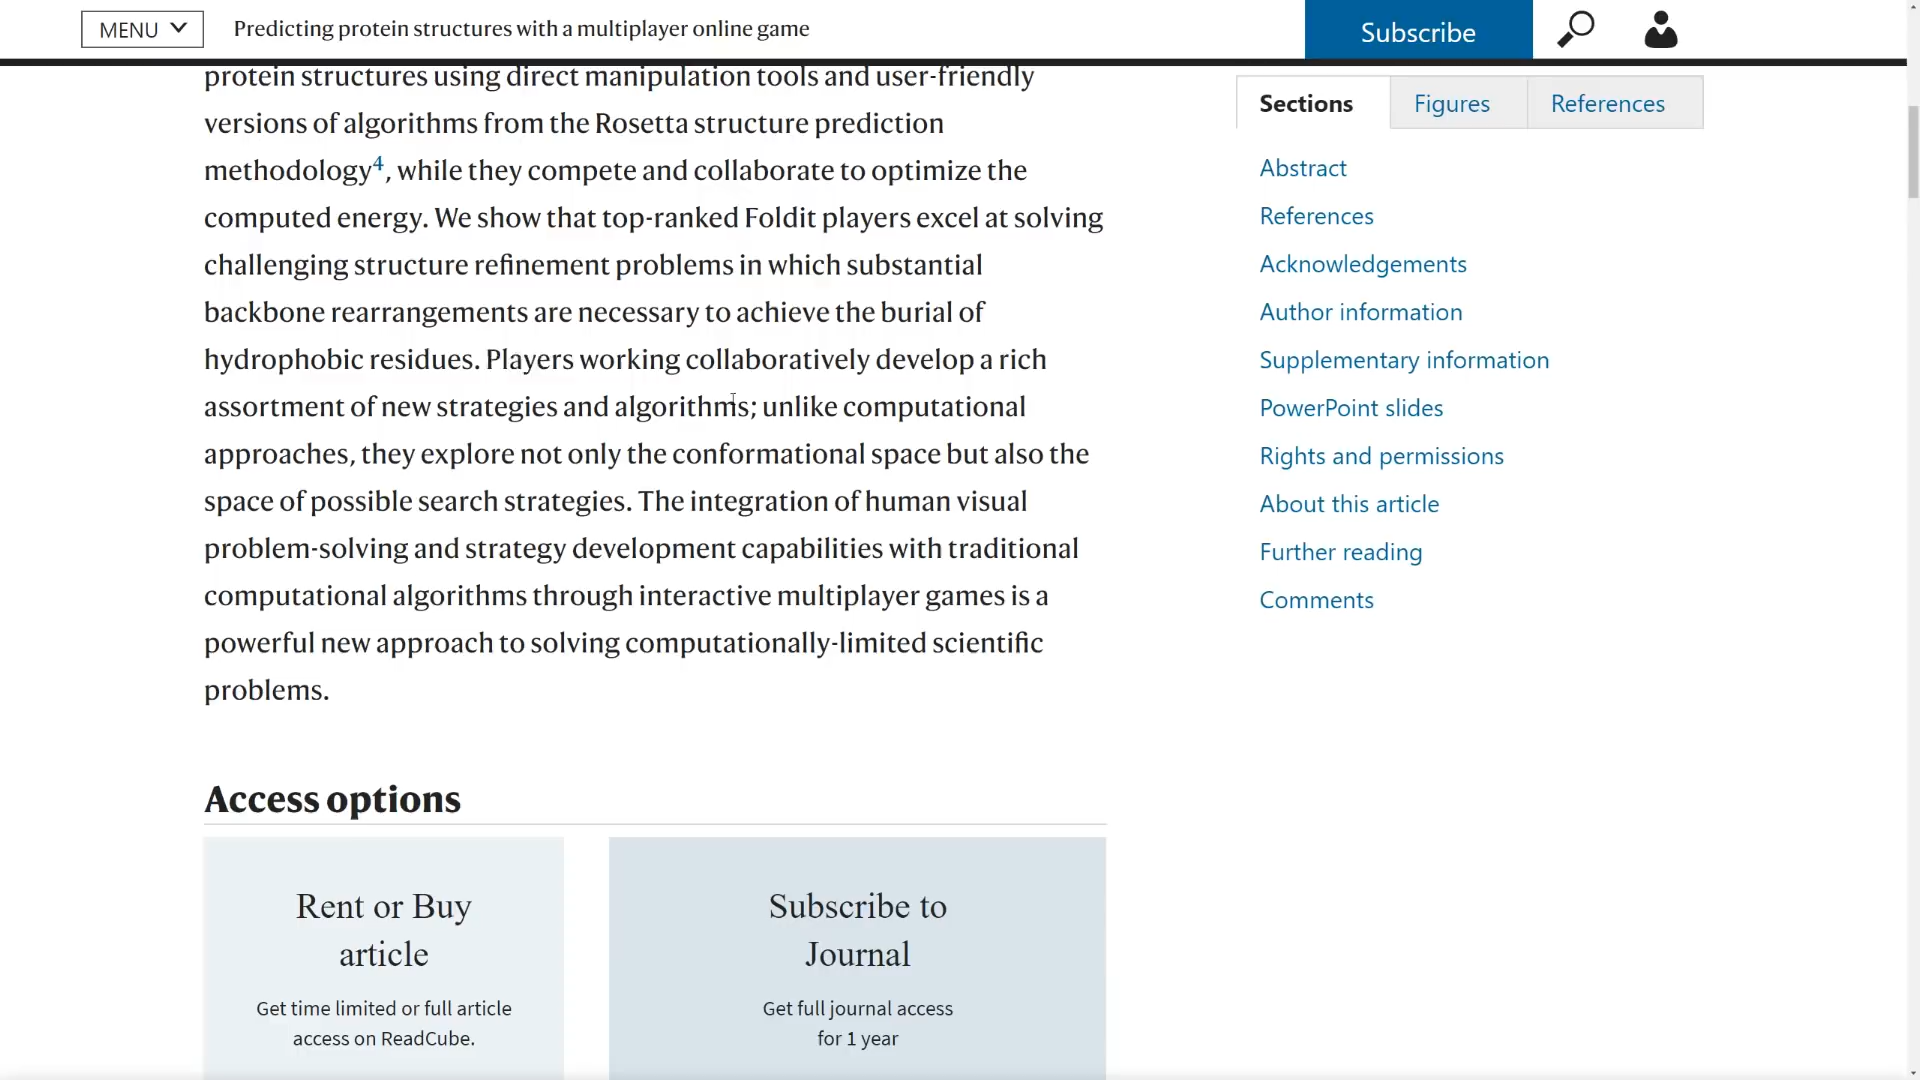 MENU
Predicting protein structures with a multiplayer online game
Subscribe
protein structures using direct manipulation tools and user-friendly
versions of algorithms from the Rosetta structure prediction
methodology4, while they compete and collaborate to optimize the
computed energy. We show that top-ranked Foldit players excel at solving
challenging structure refinement problems in which substantial
backbone rearrangements are necessary to achieve the burial of
hydrophobic residues. Players working collaboratively develop a rich
assortment of new strategies and algorithms; unlike computational
approaches, they explore not only the conformational space but also the
space of possible search strategies. The integration of human visual
problem-solving and strategy development capabilities with traditional
computational algorithms through interactive multiplayer games is a
powerful new approach to solving computationally-limited scientific
problems.
Access options
Rent or Buy
article
Get time limited or full article
access on ReadCube.
Subscribe to
Journal
Get full journal access
for 1 year
Sections
Figures
References
Abstract
References
Acknowledgements
Author information
Supplementary information
PowerPoint slides
Rights and permissions
About this article
Further reading
Comments